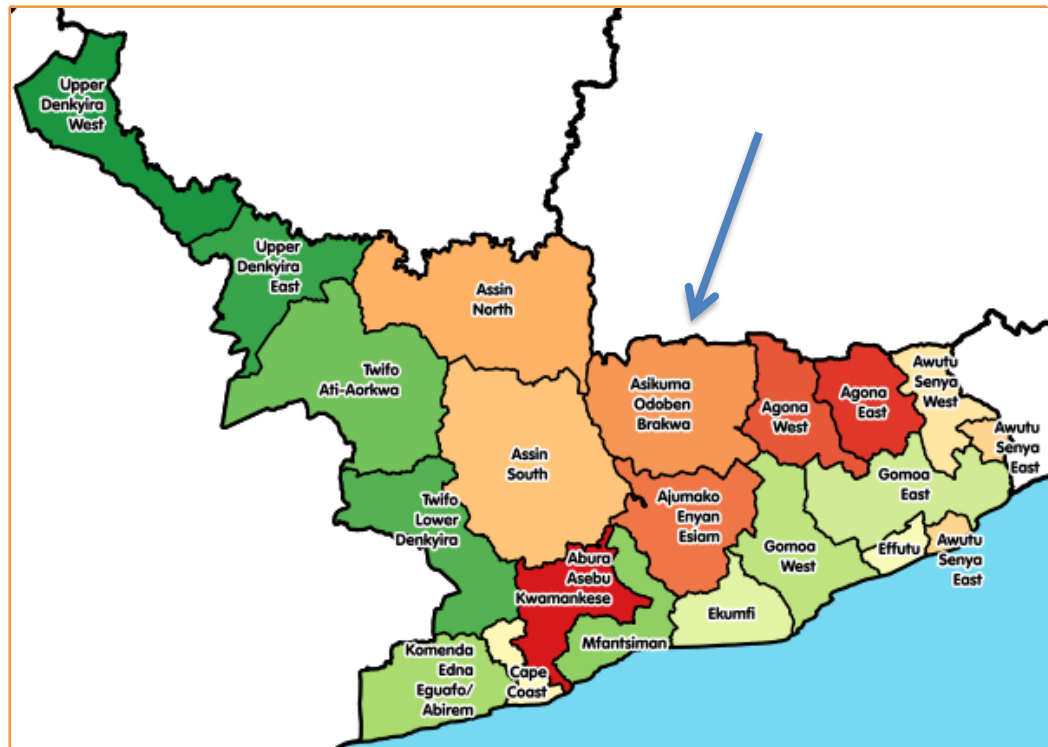 Upper
Denkyira
West
Upper
Denkyira
East
Assin
North
Twifo
Ati-Aorkwa
Asikuma
Odoben
Brakwa
Agona
West
Agona
East
Awutu
Senya
West
Awutu
Senya
East
Assin
South
Gomoa
East
Twifo
Lower
Denkyira
Ajumako
Enyan
Esiam
Gomoa
West
Effutu
Awutu
Senya
East
Abura
Asebu
Kwamankese
Ekumfi
Mfantsiman
Komenda
Edna
Eguafo/
Abirem
Cape
Coast